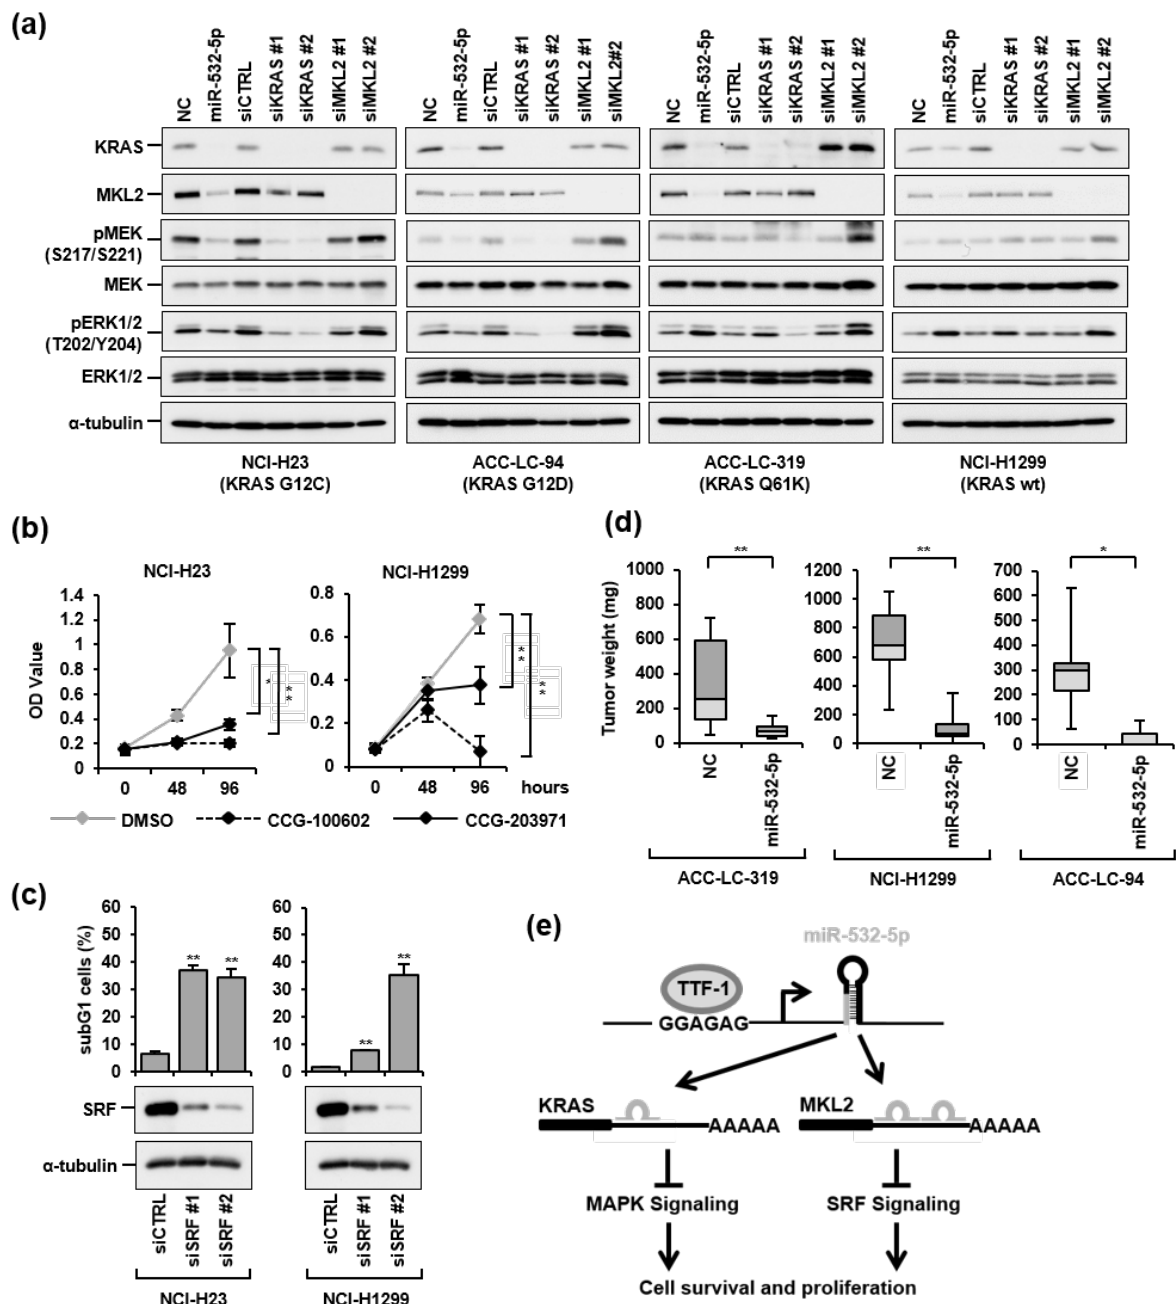 (a)
NC
miR-532-5p
siCTRL
siKRAS #1
siKRAS #2
siMKL2 #1
siMKL2 #2
NC
miR-532-5p
siCTRL
siKRAS #1
siKRAS #2
siMKL2 #1
siMKL2#2
NC
miR-532-5p
siCTRL
siKRAS #1
siKRAS #2
siMKL2 #1
siMKL2 #2
NC
miR-532-5p
siCTRL
siKRAS #1
siKRAS #2
siMKL2 #1
siMKL2 #2
KRAS
MKL2
pMEK
(S217/S221)
MEK
pERK1/2
(T202/Y204)
ERK1/2
α-tubulin
NCI-H23
(KRAS G12C)
ACC-LC-94
(KRAS G12D)
ACC-LC-319
(KRAS Q61K)
NCI-H1299
(KRAS wt)
(b)
NCI-H23
OD Value
1.4
1.2
1
0.8
0.6
0.4
0.2
0
0 48 96
*
**
NCI-H1299
0.8
0.6
0.4
0.2
0
0 48 96 hours
**
**
DMSO CCG-100602 CCG-203971
(c)
subG1 cells (%)
60
50
40
30
20
10
0
** **
60
50
40
30
20
10
0
** **
SRF
α-tubulin
siCTRL
siSRF #1
siSRF #2
NCI-H23
siCTRL
siSRF #1
siSRF #2
NCI-H1299
(d)
Tumor weight (mg)
1000
800
600
400
200
0
**
NC
miR-532-5p
ACC-LC-319
1200
1000
800
600
400
200
0
**
NC
miR-532-5p
NCI-H1299
700
600
500
400
300
200
100
0
*
NC
miR-532-5p
ACC-LC-94
(e)
miR-532-5p
TTF-1
GGAGAG
KRAS AAAAA
MKL2 AAAAA
MAPK Signaling
SRF Signaling
Cell survival and proliferation